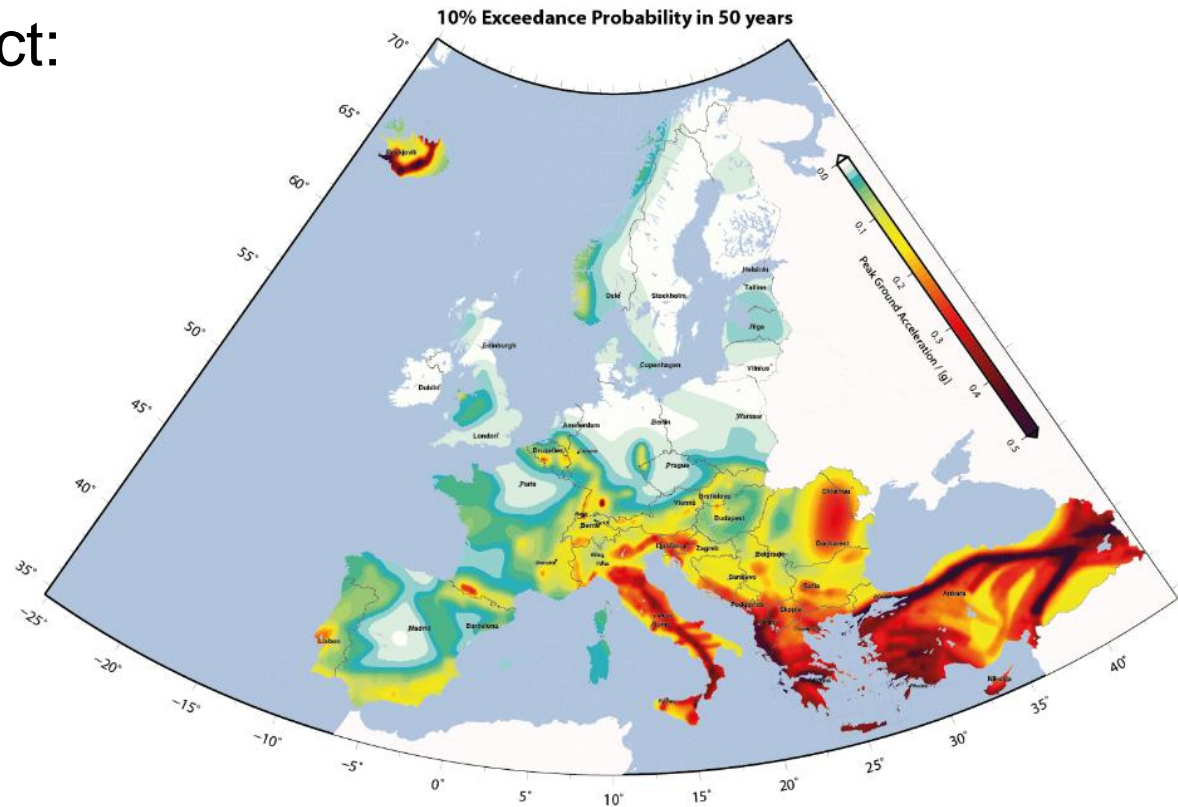 ct:
10% Exceedance Probability in 50 years
70°
65°
60°
55°
50°
45°
40°
35°
-25°
-20°
-15°
-10°
-5°
0°
5°
10°
15°
20°
25°
30°
35°
40°
0.0
0.1
0.2
0.3
0.4
0.5
Peak Ground Acceleration / [g]
Reykjavik
Helsinki
Tallinn
Oslo
Stockholm
Riga
Edinburgh
Copenhagen
Vilnius
Dublin
Warsaw
Berlin
Amsterdam
London
Bruxelles
Prague
Paris
Vienna
Bratislava
Budapest
Chisinau
Berne
Ljubljana
Zagreb
Bucharest
Belgrade
Sarajevo
Sofia
Podgorica
Skopje
Ankara
Madrid
Barcelona
Lisbon
Nikosia